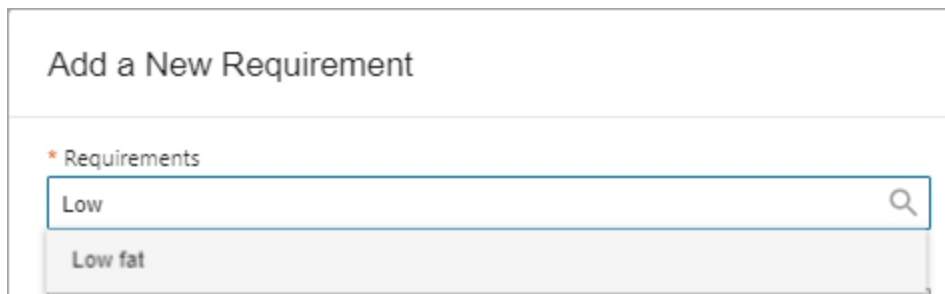 Add a New Requirement
* Requirements
Low
Low fat